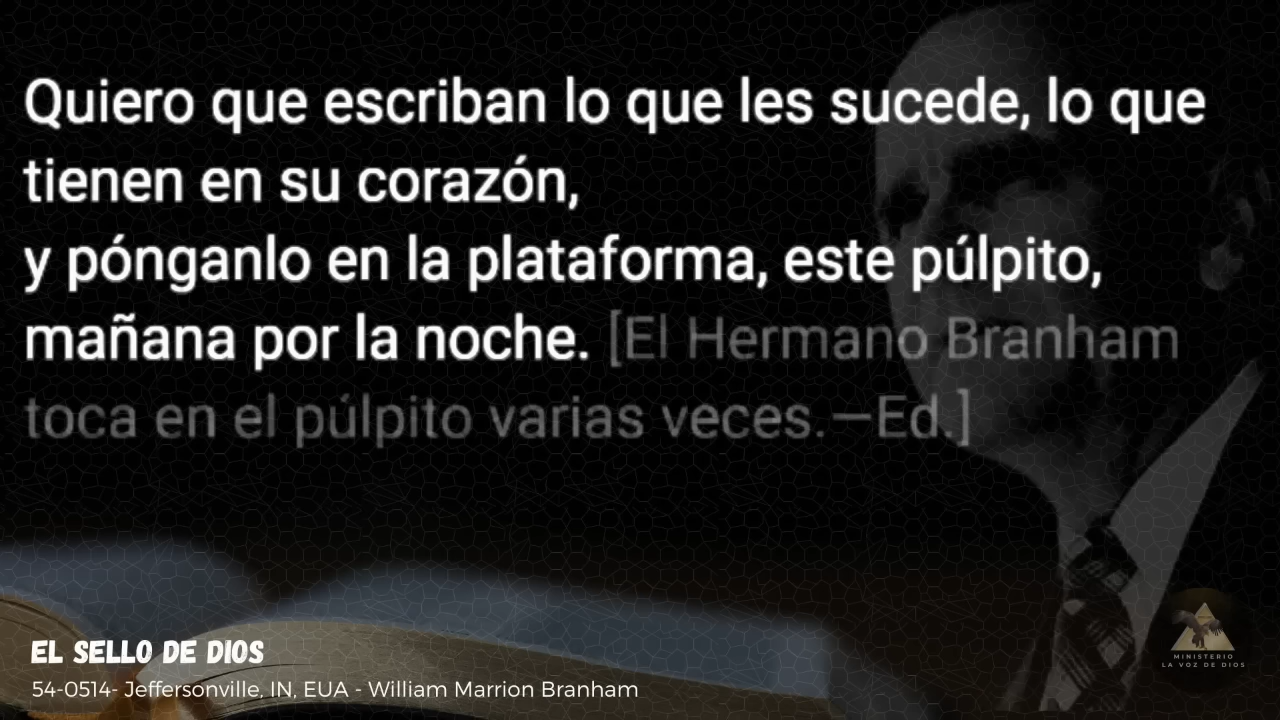 Quiero que escriban lo que les sucede, lo que
tienen en su corazón,
y pónganlo en la plataforma, este púlpito,
mañana por la noche. [El Hermano Branham
toca en el púlpito varias veces.—Ed.]
EL SELLO DE DIOS
54-0514- Jeffersonville, IN, EUA - William Marrion Branham
MINISTERIO
LA VOZ DE DIOS